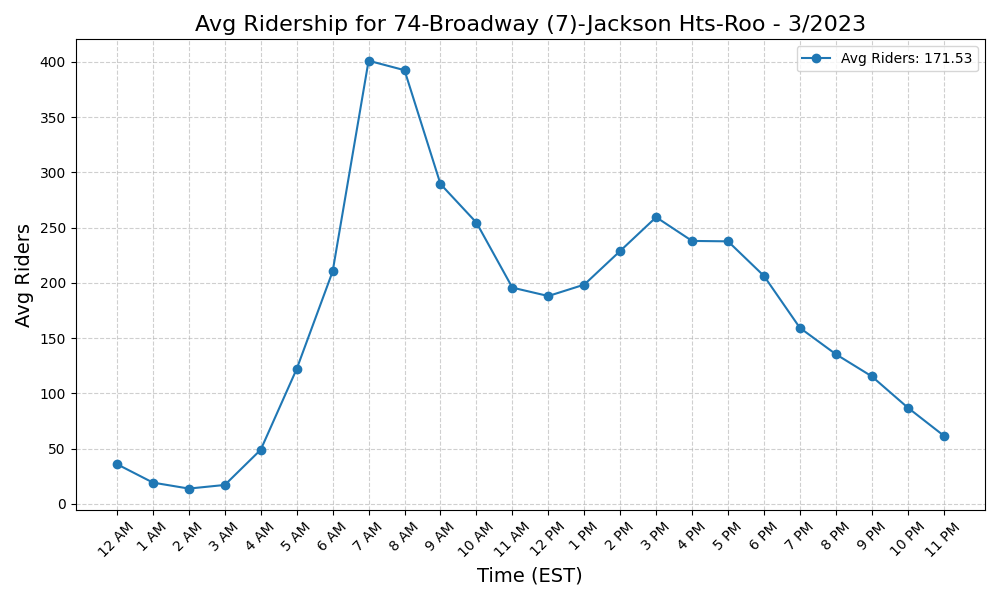 Avg Ridership for 74-Broadway (7)-Jackson Hts-Roo - 3/2023
Avg Riders: 171.53
Avg Riders
400
350
300
250
200
150
100
50
0
12 AM
1 AM
2 AM
3 AM
4 AM
5 AM
6 AM
7 AM
8 AM
9 AM
10 AM
11 AM
12 PM
1 PM
2 PM
3 PM
4 PM
5 PM
6 PM
7 PM
8 PM
9 PM
10 PM
11 PM
Time (EST)